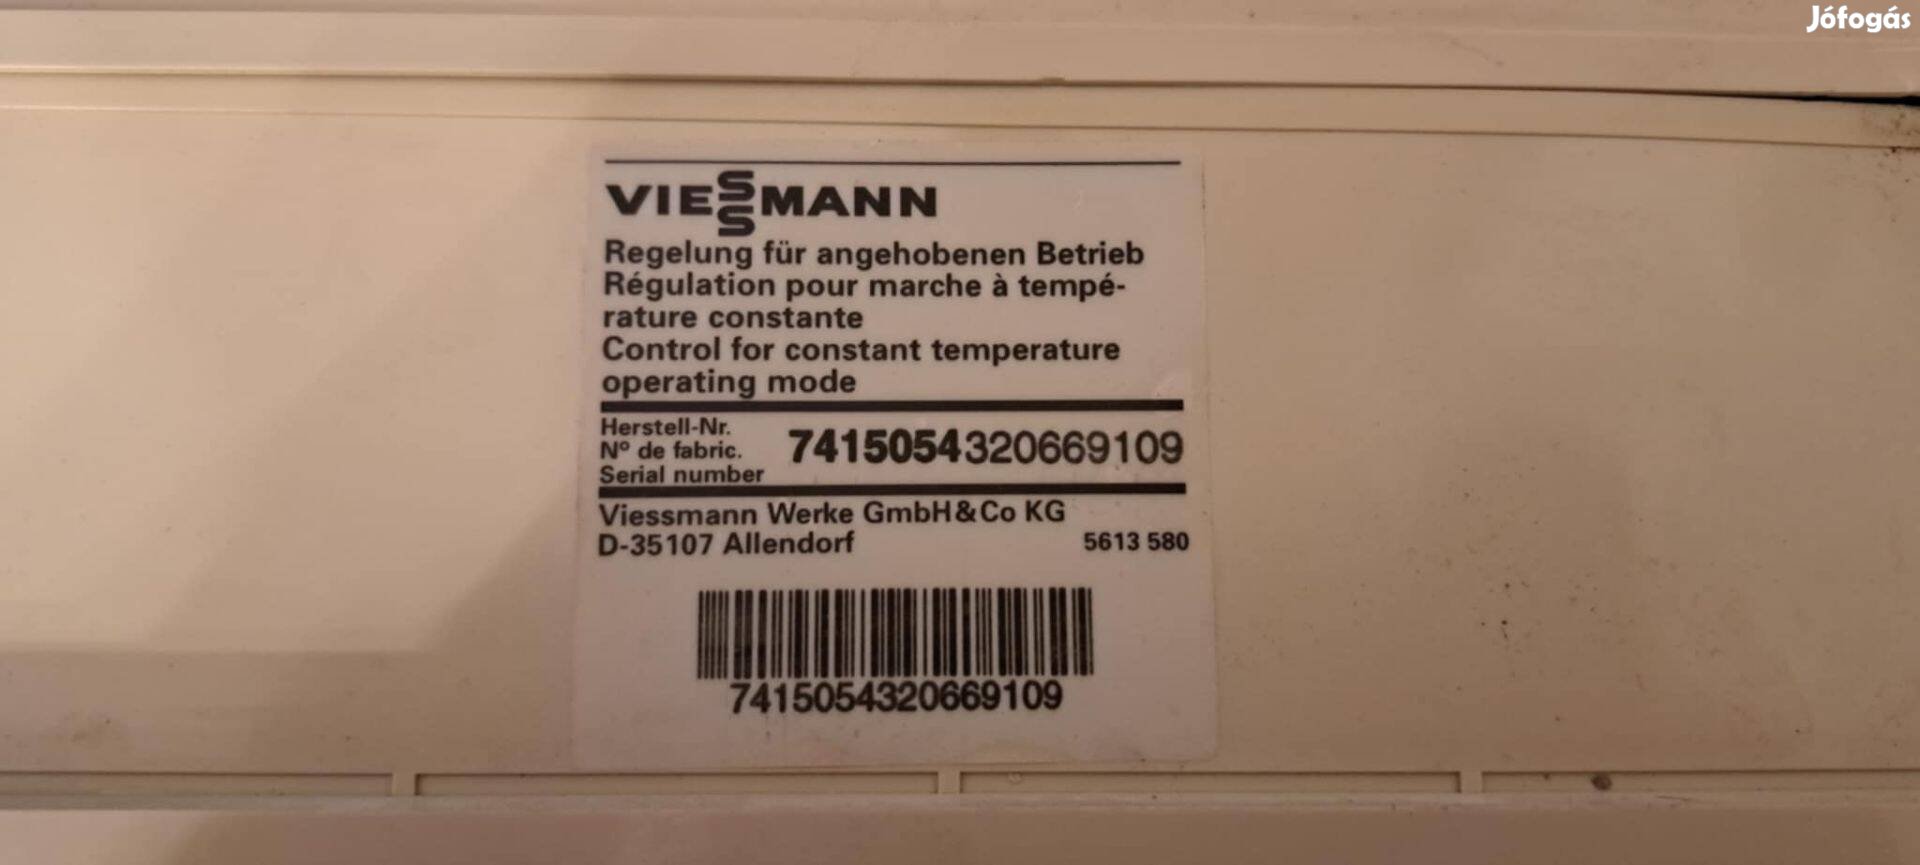 Jófogás
VIESSMANN
Regelung für angehobenen Betrieb
Régulation pour marche à tempé-
rature constante
Control for constant temperature
operating mode
Herstell-Nr.
Nº de fabric.
Serial number
7415054320669109
Viessmann Werke GmbH&Co KG
D-35107 Allendorf
5613 580
7415054320669109